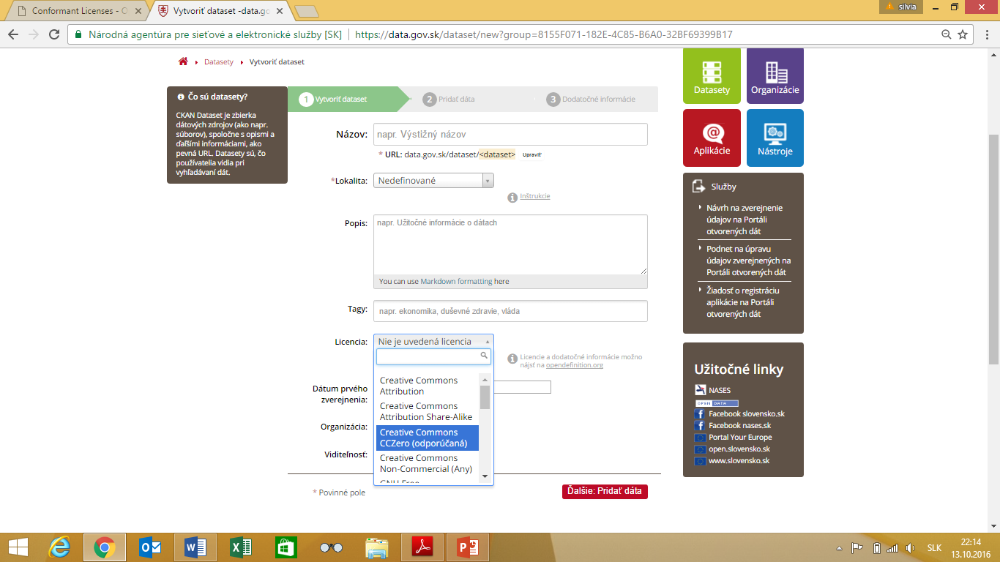 Conformant Licenses - O
Vytvoriť dataset -data.go
silvia
Národná agentúra pre sieťové a elektronické služby [SK]
https://data.gov.sk/dataset/new?group=8155F071-182E-4C85-B6A0-32BF69399B17
Datasety
Vytvoriť dataset
Čo sú datasety?
CKAN Dataset je zbierka
dátových zdrojov (ako napr.
súborov), spoločne s opismi a
ďaľšími informáciami, ako
pevná URL. Datasety sú, čo
používatelia vidia pri
vyhľadávaní dát.
1 Vytvoriť dataset
2 Pridať dáta
3 Dodatočné informácie
Názov:
napr. Výstižný názov
* URL: data.gov.sk/dataset/<dataset> Upraviť
*Lokalita:
Nedefinované
Inštrukcie
Popis:
napr. Užitočné informácie o dátach
You can use Markdown formatting here
Tagy:
napr. ekonomika, duševné zdravie, vláda
Licencia:
Nie je uvedená licencia
Licencie a dodatočné informácie možno
nájsť na opendefinition.org
Creative Commons
Attribution
Creative Commons
Attribution Share-Alike
Creative Commons
CCZero (odporúčaná)
Creative Commons
Non-Commercial (Any)
GNU Free
Dátum prvého
zverejnenia:
Organizácia:
Viditeľnosť:
* Povinné pole
Ďalšie: Pridať dáta
Datasety
Organizácie
Aplikácie
Nástroje
Služby
Návrh na zverejnenie
údajov na Portáli
otvorených dát
Podnet na úpravu
údajov zverejnených na
Portáli otvorených dát
Žiadosť o registráciu
aplikácie na Portáli
otvorených dát
Užitočné linky
NASES
OPEN DATA
Facebook slovensko.sk
Facebook nases.sk
Portal Your Europe
open.slovensko.sk
www.slovensko.sk
SLK
22:14
13.10.2016